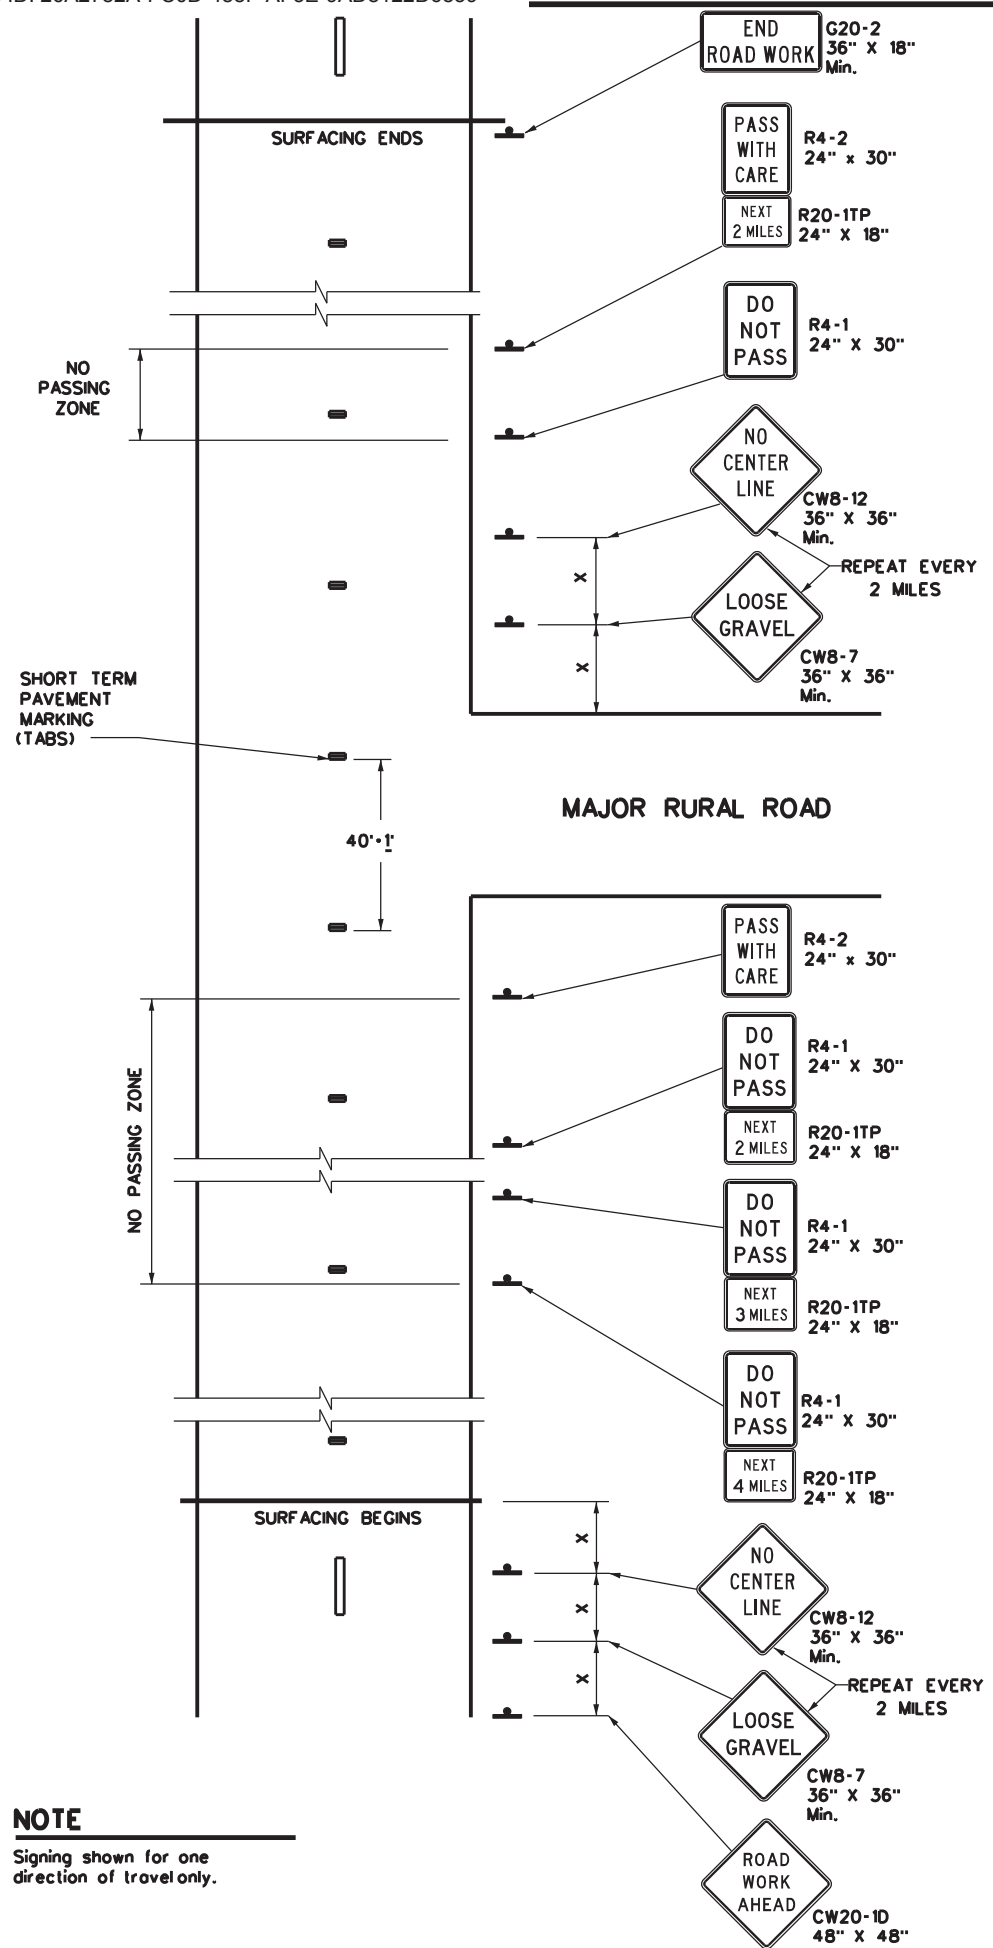 END
ROAD WORK
G20-2
36" X 18"
Min.
SURFACING ENDS
PASS
WITH
CARE
R4-2
24" x 30"
NEXT
2 MILES
R20-1TP
24" X 18"
DO
NOT
PASS
R4-1
24" X 30"
NO
PASSING
ZONE
NO
CENTER
LINE
CW8-12
36" X 36"
Min.
REPEAT EVERY
2 MILES
X
LOOSE
GRAVEL
CW8-7
36" X 36"
Min.
X
SHORT TERM
PAVEMENT
MARKING
(TABS)
MAJOR RURAL ROAD
40'·1'
PASS
WITH
CARE
R4-2
24" x 30"
DO
NOT
PASS
R4-1
24" X 30"
NO PASSING ZONE
NEXT
2 MILES
R20-1TP
24" X 18"
DO
NOT
PASS
R4-1
24" X 30"
NEXT
3 MILES
R20-1TP
24" X 18"
DO
NOT
PASS
R4-1
24" X 30"
NEXT
4 MILES
R20-1TP
24" X 18"
SURFACING BEGINS
X
NO
CENTER
LINE
CW8-12
36" X 36"
Min.
X
REPEAT EVERY
2 MILES
X
LOOSE
GRAVEL
CW8-7
36" X 36"
Min.
NOTE
Signing shown for one
direction of travel only.
ROAD
WORK
AHEAD
CW20-1D
48" X 48"